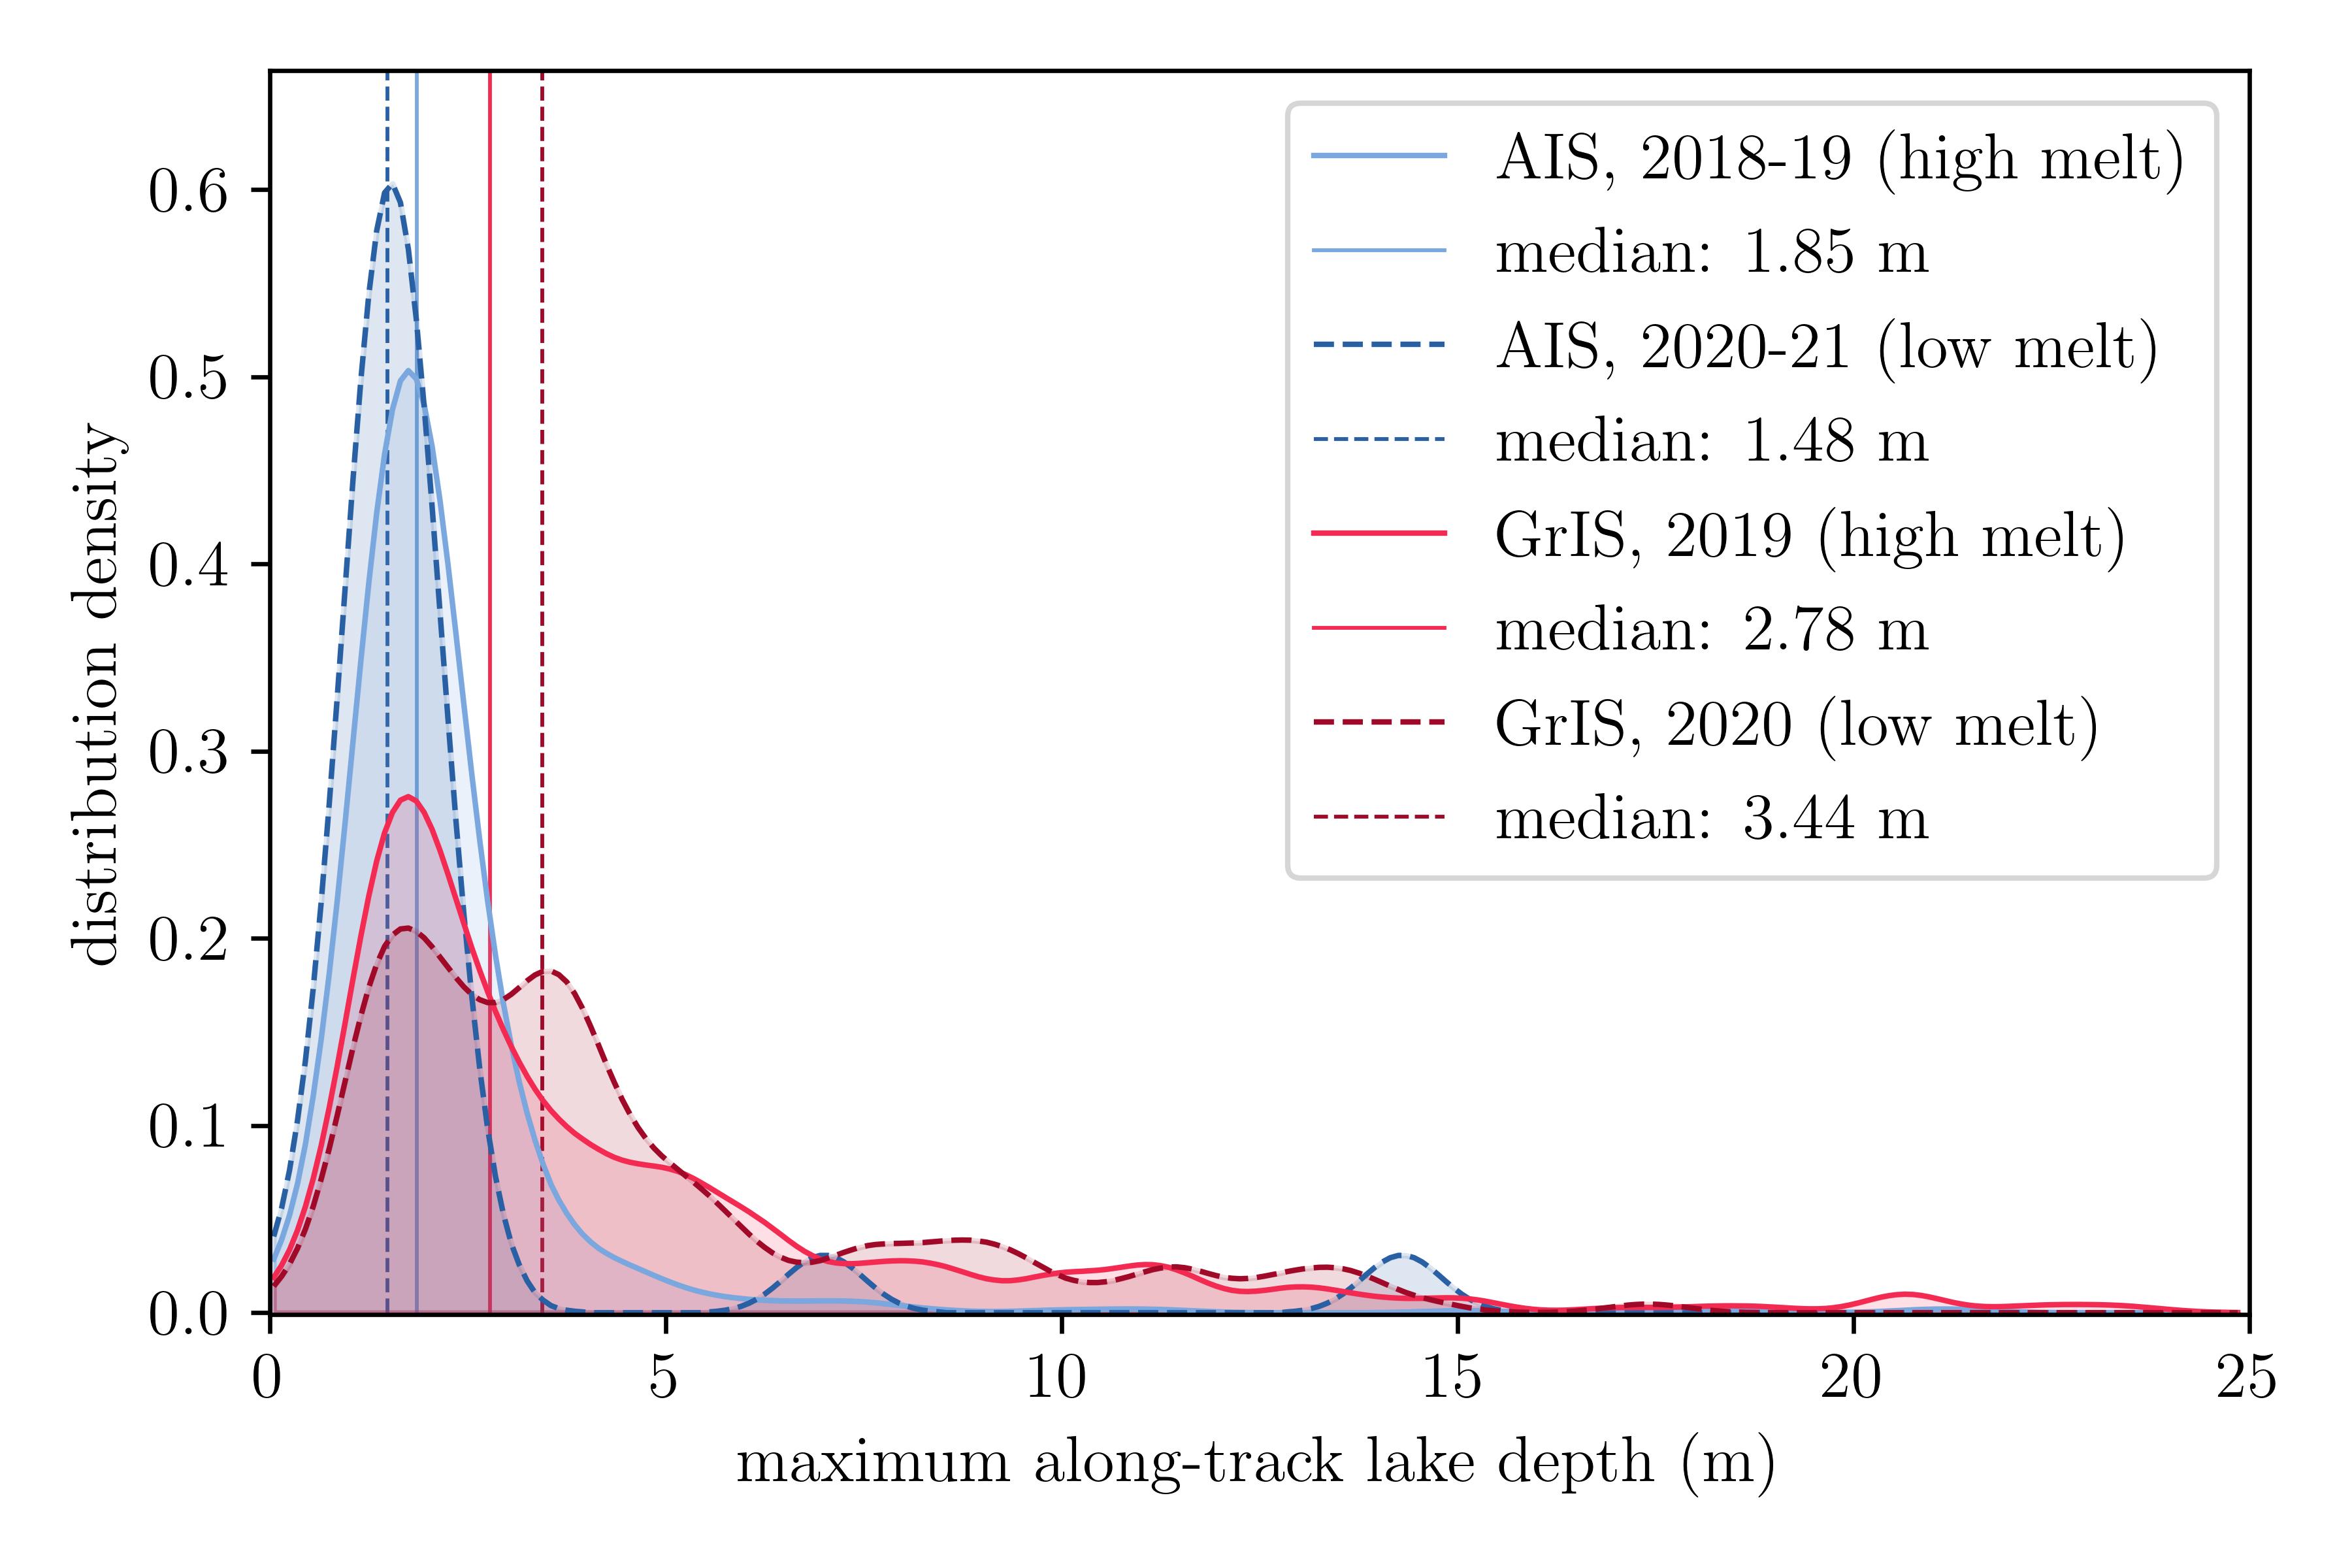 AIS, 2018-19 (high melt)
median: 1.85 m
AIS, 2020-21 (low melt)
median: 1.48 m
GrIS, 2019 (high melt)
median: 2.78 m
GrIS, 2020 (low melt)
median: 3.44 m
distribution density
0.6
0.5
0.4
0.3
0.2
0.1
0.0
0 5 10 15 20 25
maximum along-track lake depth (m)